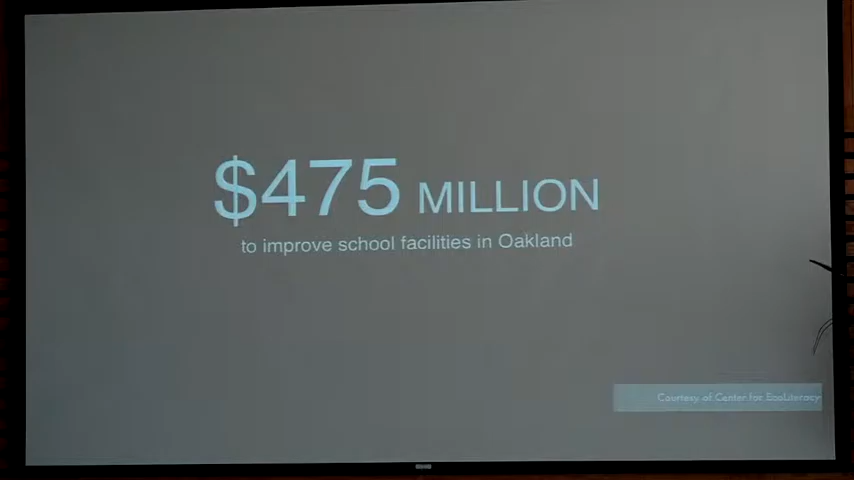 $475 MILLION
to improve school facilities in Oakland
Courtesy of Center for EcoLiteracy